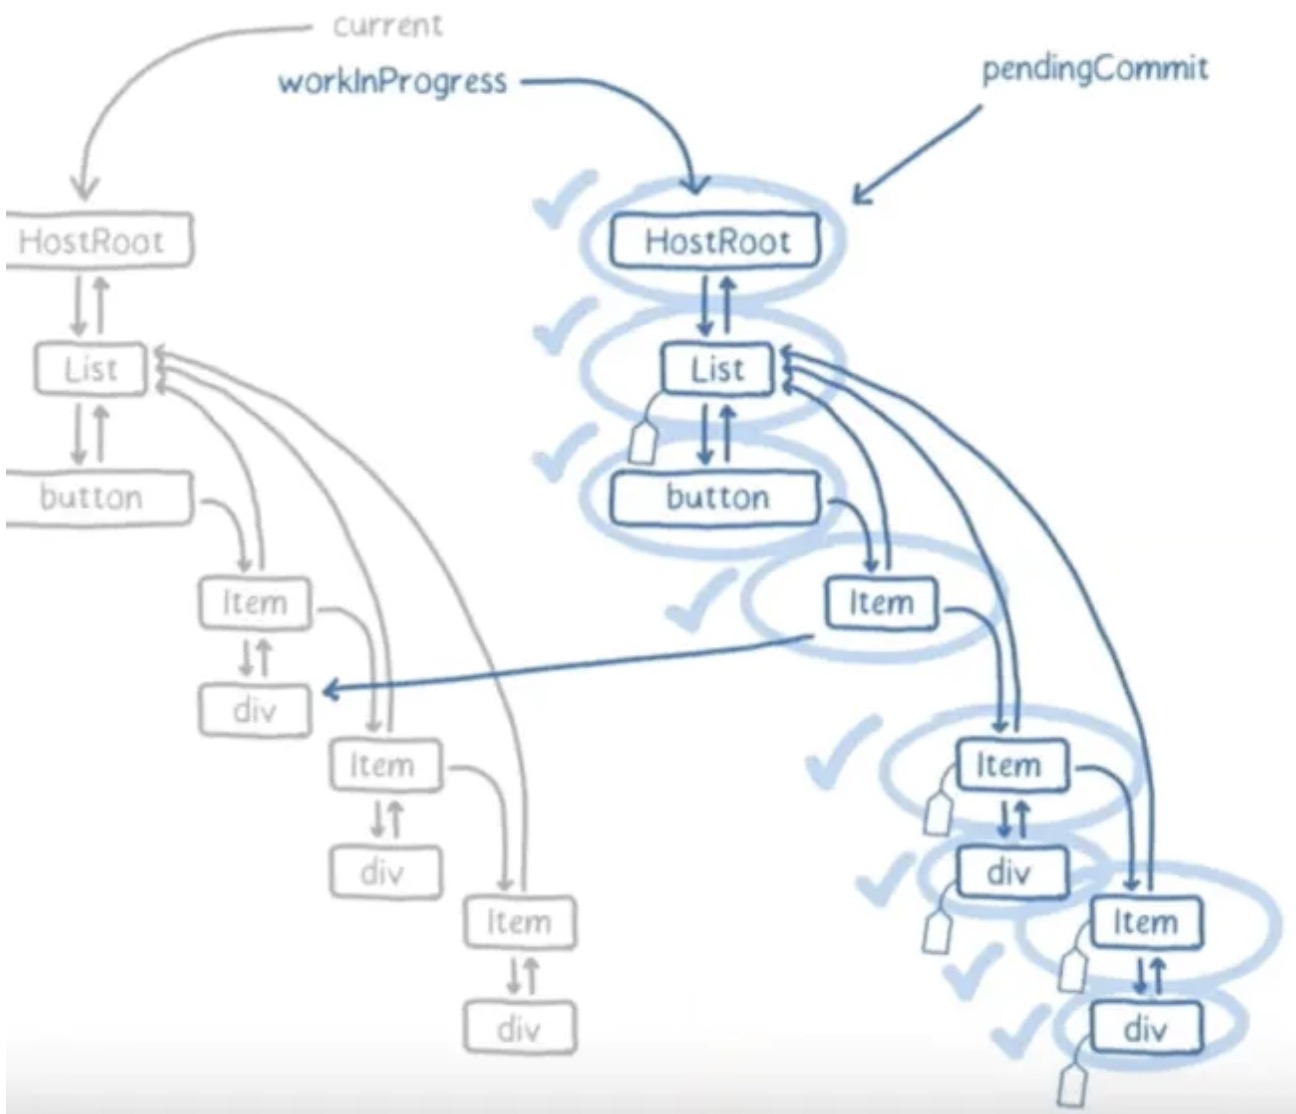 current
workInProgress
pendingCommit
HostRoot
HostRoot
List
List
button
button
Item
Item
div
Item
Item
div
div
Item
Item
div
div